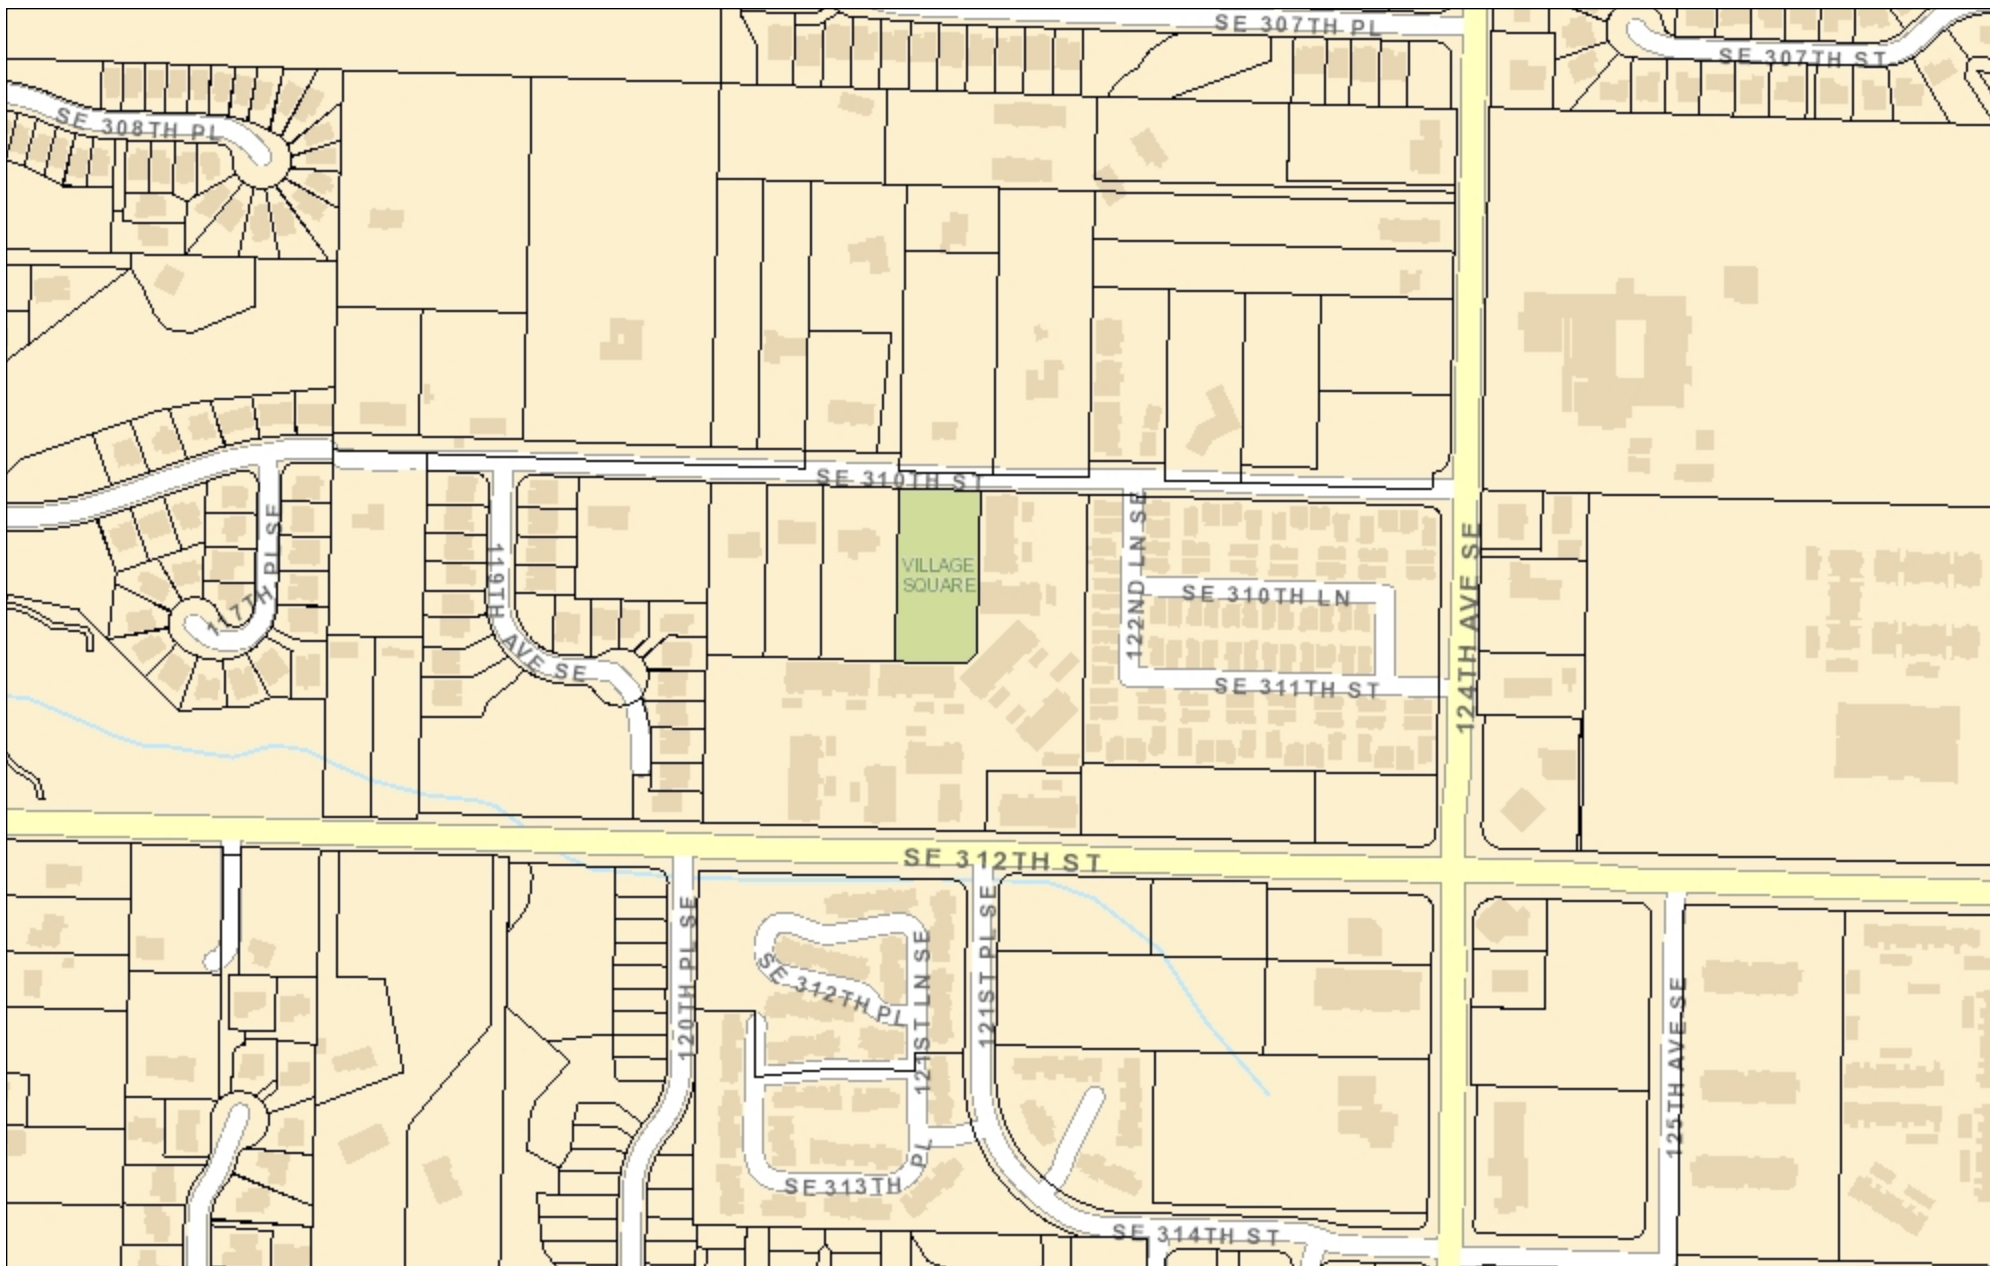 SE 307TH PL
SE 307TH ST
SE 308TH PL
SE 310TH ST
117TH PL SE
119TH AVE SE
VILLAGE
SQUARE
122ND LN SE
SE 310TH LN
SE 311TH ST
124TH AVE SE
SE 312TH ST
120TH PL SE
SE 312TH PL
121ST LN SE
121ST PL SE
125TH AVE SE
SE 313TH PL
SE 314TH ST